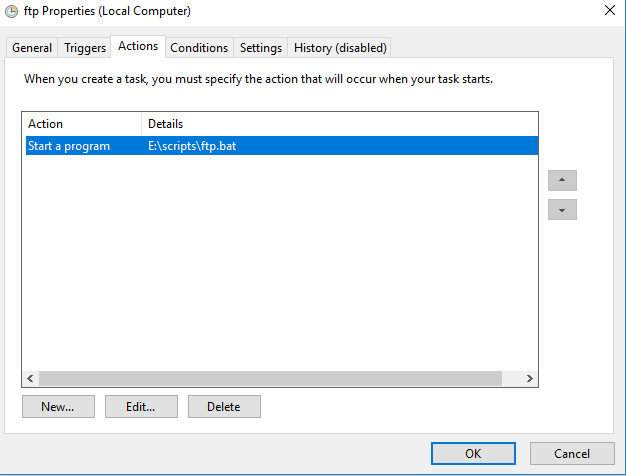 ftp Properties (Local Computer)
General Triggers Actions Conditions Settings History (disabled)
When you create a task, you must specify the action that will occur when your task starts.
Action Details
Start a program E:\scripts\ftp.bat
New... Edit... Delete
OK Cancel